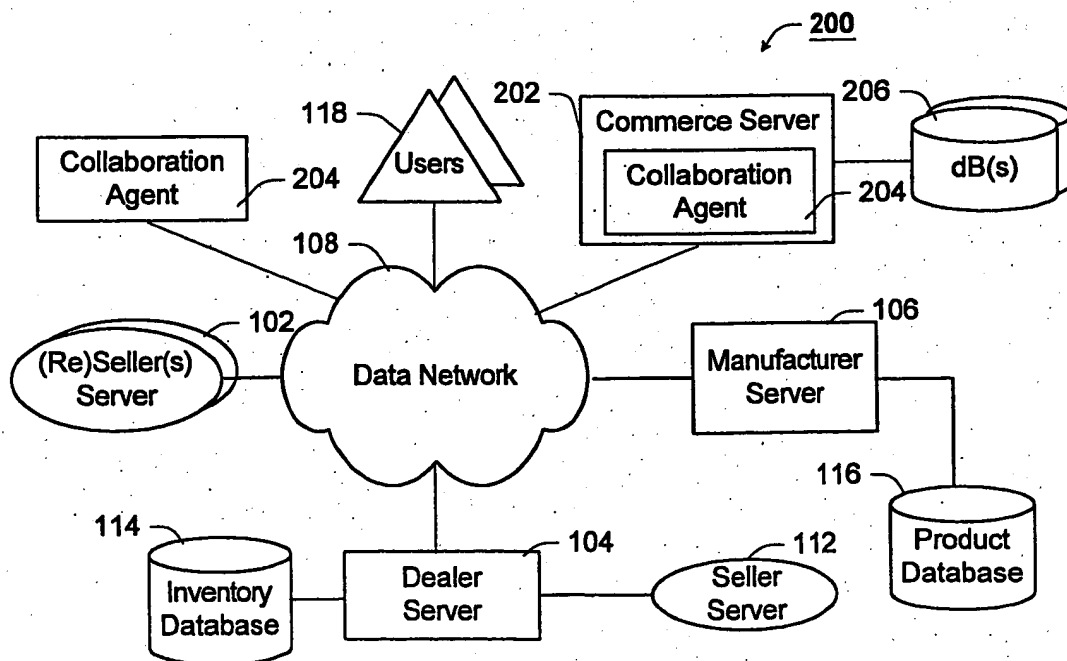 200
118
202
206
Commerce Server
Collaboration
Agent
204
Users
Collaboration
Agent
204
dB(s)
108
102
106
(Re)Seller(s)
Server
Data Network
Manufacturer
Server
116
114
104
112
Product
Database
Inventory
Database
Dealer
Server
Seller
Server